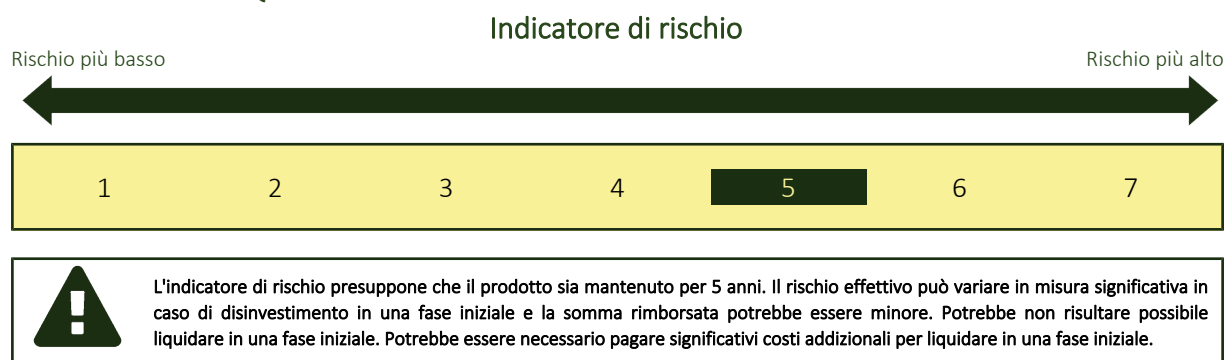 Indicatore di rischio
Rischio più basso
Rischio più alto
1 2 3 4 5 6 7
L'indicatore di rischio presuppone che il prodotto sia mantenuto per 5 anni. Il rischio effettivo può variare in misura significativa in
caso di disinvestimento in una fase iniziale e la somma rimborsata potrebbe essere minore. Potrebbe non risultare possibile
liquidare in una fase iniziale. Potrebbe essere necessario pagare significativi costi addizionali per liquidare in una fase iniziale.